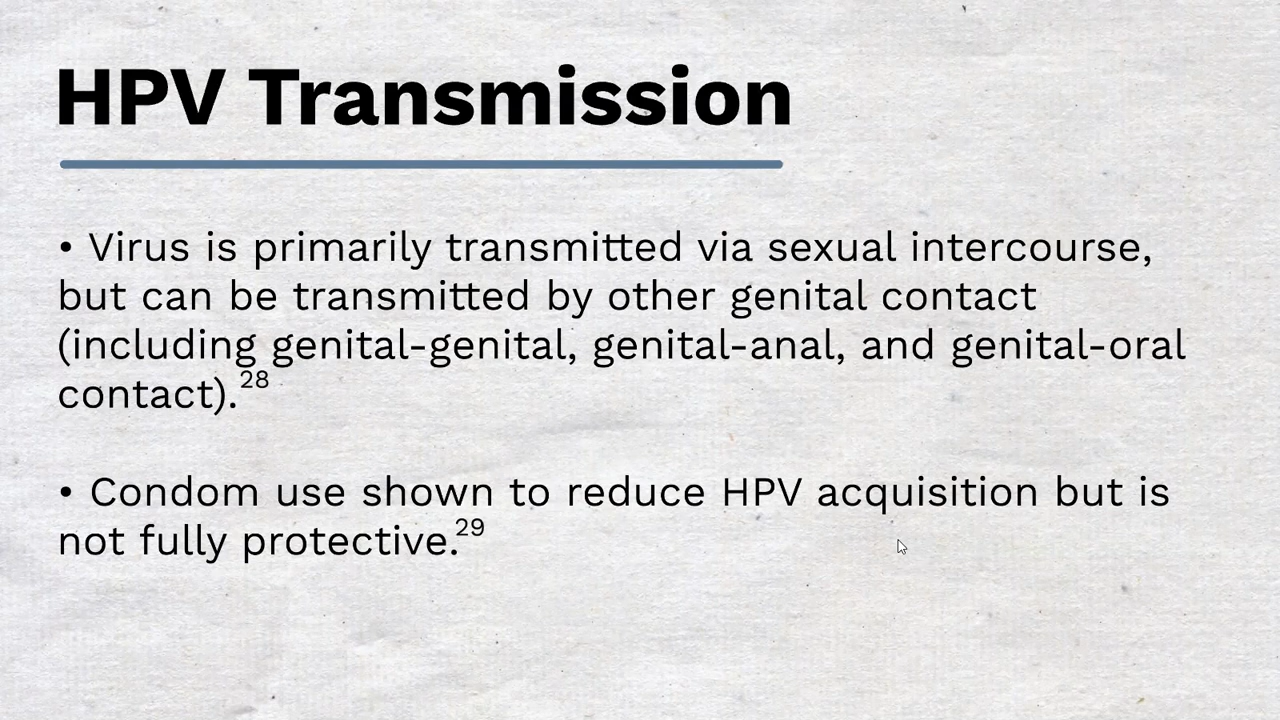 HPV Transmission
• Virus is primarily transmitted via sexual intercourse,
but can be transmitted by other genital contact
(including genital-genital, genital-anal, and genital-oral
contact).28
• Condom use shown to reduce HPV acquisition but is
not fully protective.29